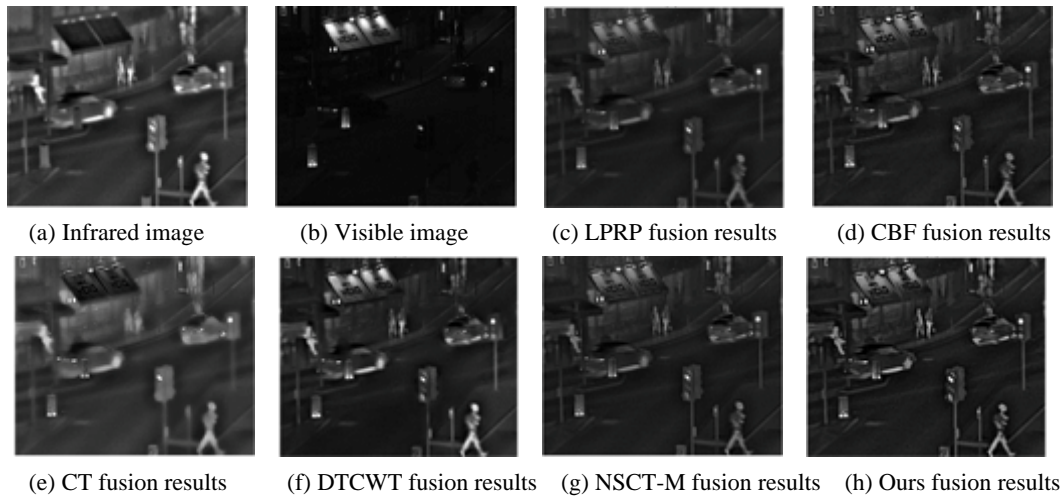 (a) Infrared image
(b) Visible image
(c) LPRP fusion results
(d) CBF fusion results
(e) CT fusion results
(f) DTCWT fusion results
(g) NSCT-M fusion results
(h) Ours fusion results